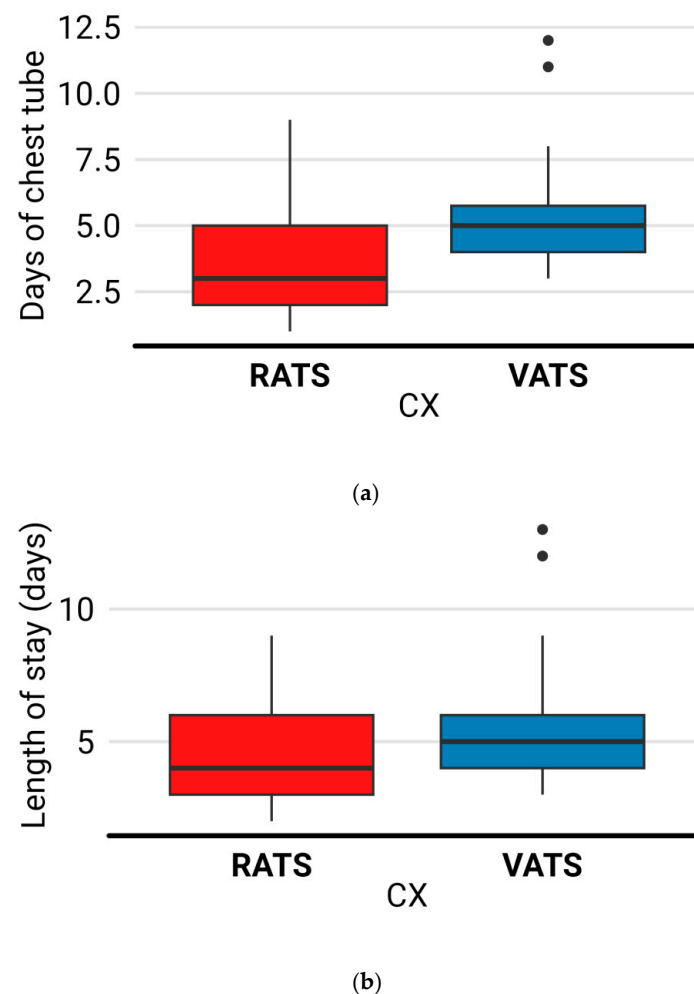 Days of chest tube
12.5
10.0
7.5
5.0
2.5
RATS VATS
CX
(a)
Length of stay (days)
10
5
RATS VATS
CX
(b)